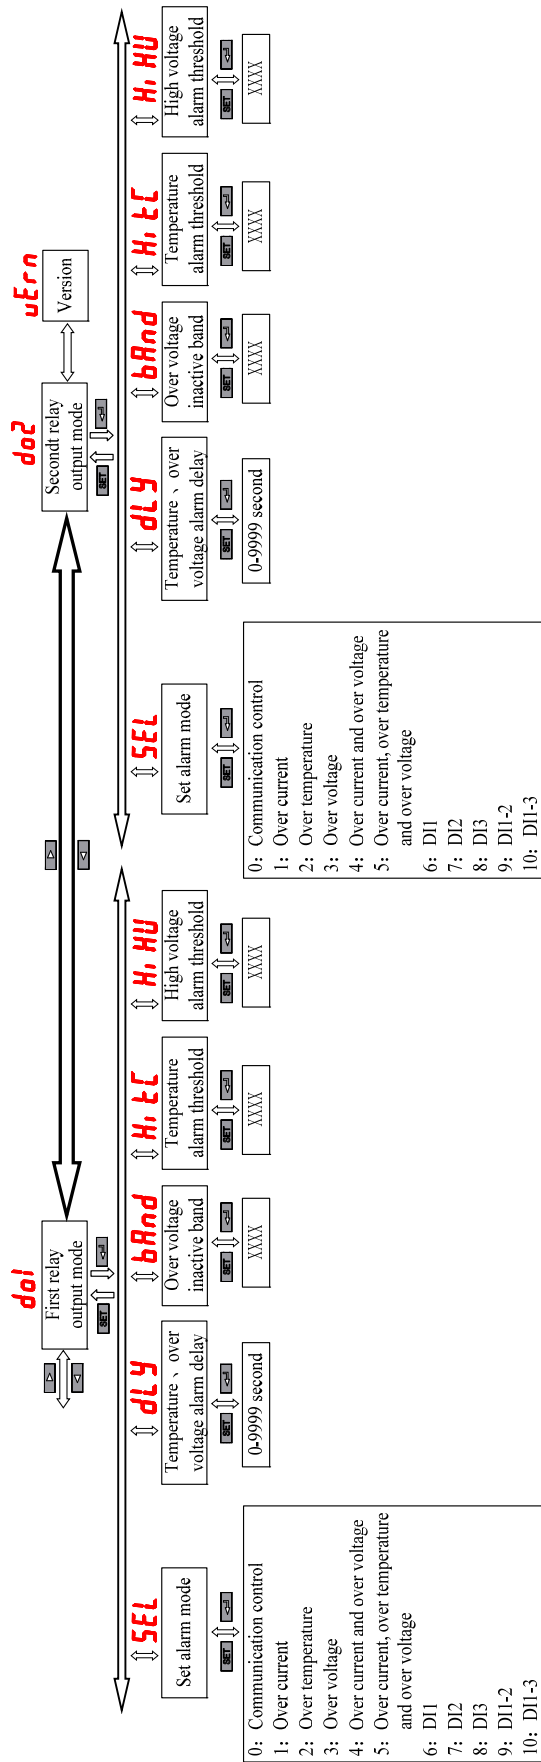 do1
First relay
output mode
SET
do2
Secondt relay
output mode
SET
uErn
Version
SEL
Set alarm mode
SET
0: Communication control
1: Over current
2: Over temperature
3: Over voltage
4: Over current and over voltage
5: Over current, over temperature
and over voltage
6: DI1
7: DI2
8: DI3
9: DI1-2
10: DI1-3
dLY
Temperature、over
voltage alarm delay
SET
0-9999 second
bAnd
Over voltage
inactive band
SET
XXXX
Hi tC
Temperature
alarm threshold
SET
XXXX
Hi HU
High voltage
alarm threshold
SET
XXXX
SEL
Set alarm mode
SET
0: Communication control
1: Over current
2: Over temperature
3: Over voltage
4: Over current and over voltage
5: Over current, over temperature
and over voltage
6: DI1
7: DI2
8: DI3
9: DI1-2
10: DI1-3
dLY
Temperature、over
voltage alarm delay
SET
0-9999 second
bAnd
Over voltage
inactive band
SET
XXXX
Hi tC
Temperature
alarm threshold
SET
XXXX
Hi HU
High voltage
alarm threshold
SET
XXXX